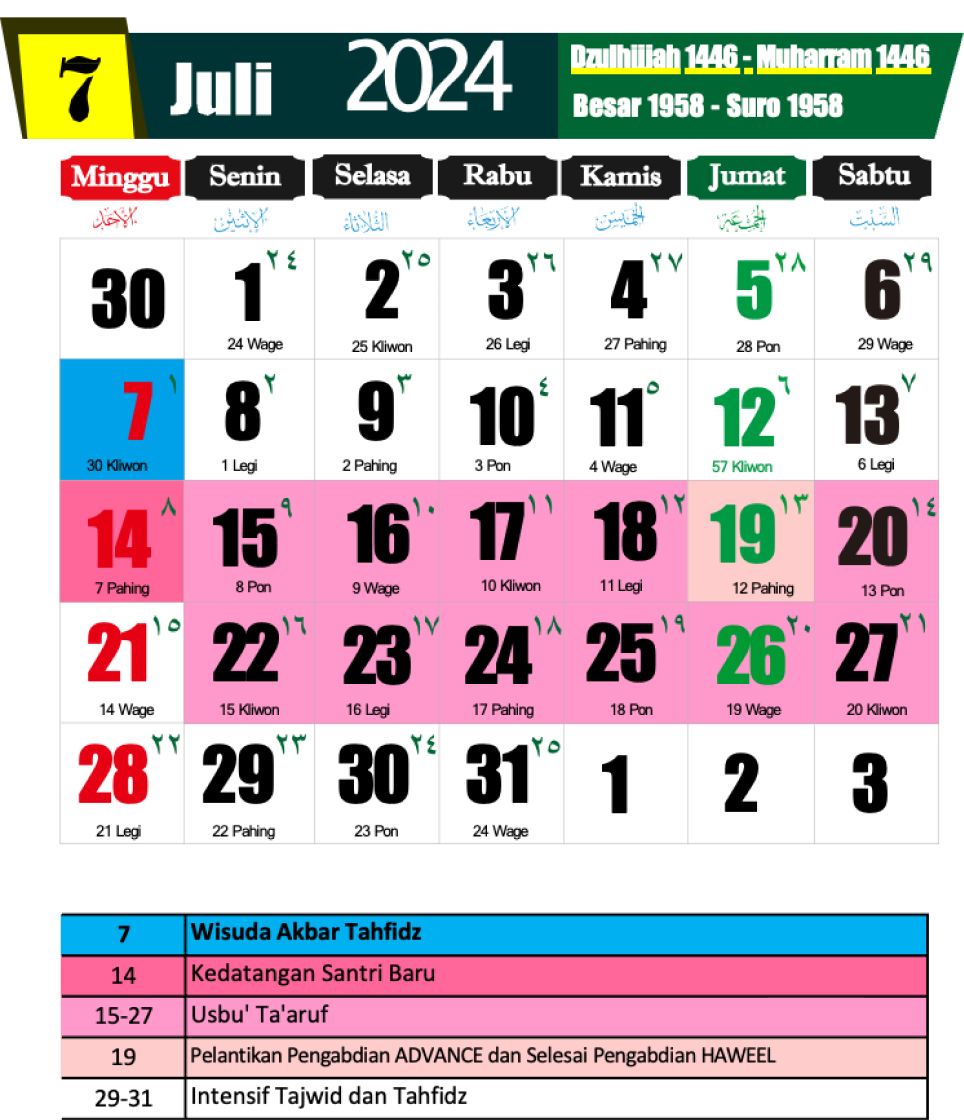 7 Juli 2024 Dzulhijjah 1446 - Muharram 1446
Besar 1958 - Suro 1958
Minggu Senin Selasa Rabu Kamis Jumat Sabtu
الأحد الإثنين الثلاثاء الأربعاء الخميس الجمعة السبت
30 1 ٢٤ 2 ٢٥ 3 ٢٦ 4 ٢٧ 5 ٢٨ 6 ٢٩
24 Wage 25 Kliwon 26 Legi 27 Pahing 28 Pon 29 Wage
7 ١ 8 ٢ 9 ٣ 10 ٤ 11 ٥ 12 ٦ 13 ٧
30 Kliwon 1 Legi 2 Pahing 3 Pon 4 Wage 57 Kliwon 6 Legi
14 ٨ 15 ٩ 16 ١٠ 17 ١١ 18 ١٢ 19 ١٣ 20 ١٤
7 Pahing 8 Pon 9 Wage 10 Kliwon 11 Legi 12 Pahing 13 Pon
21 ١٥ 22 ١٦ 23 ١٧ 24 ١٨ 25 ١٩ 26 ٢٠ 27 ٢١
14 Wage 15 Kliwon 16 Legi 17 Pahing 18 Pon 19 Wage 20 Kliwon
28 ٢٢ 29 ٢٣ 30 ٢٤ 31 ٢٥ 1 2 3
21 Legi 22 Pahing 23 Pon 24 Wage
7 Wisuda Akbar Tahfidz
14 Kedatangan Santri Baru
15-27 Usbu' Ta'aruf
19 Pelantikan Pengabdian ADVANCE dan Selesai Pengabdian HAWEEL
29-31 Intensif Tajwid dan Tahfidz